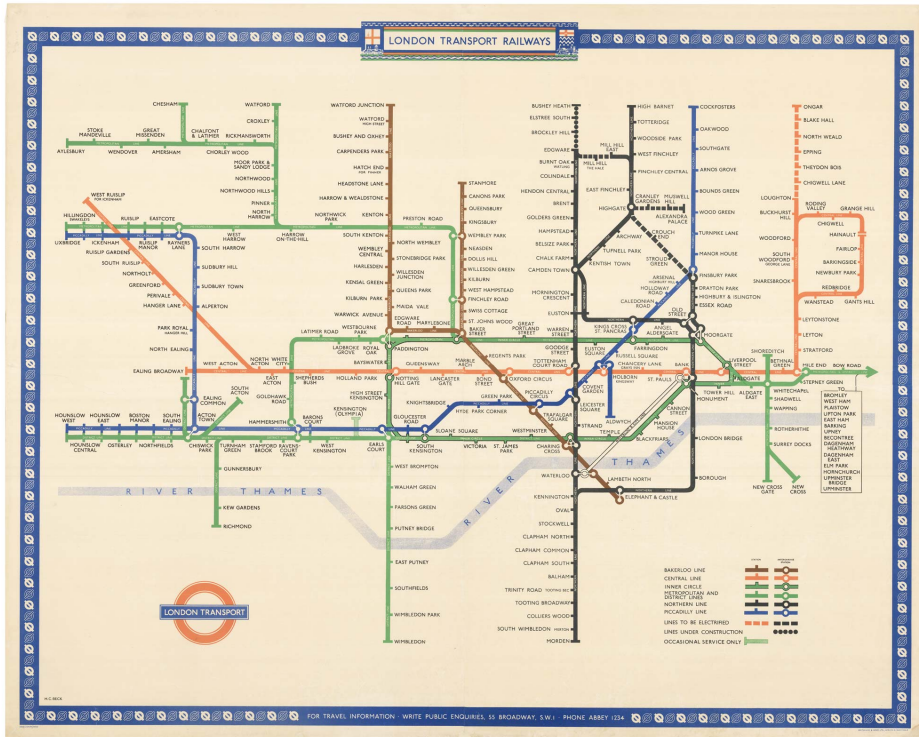 LONDON TRANSPORT RAILWAYS
CHESHAM
WATFORD
CROXLEY
RICKMANSWORTH
STOKE
MANDEVILLE
GREAT
MISSENDEN
CHALFONT
& LATIMER
AYLESBURY
WENDOVER
AMERSHAM
CHORLEY WOOD
MOOR PARK &
SANDY LODGE
NORTHWOOD
NORTHWOOD HILLS
PINNER
NORTH
HARROW
WEST RUISLIP
HILLINGDON
RUISLIP
EASTCOTE
UXBRIDGE
ICKENHAM
RUISLIP
MANOR
RAYNERS
LANE
WEST
HARROW
HARROW
ON-THE-HILL
NORTHWICK
PARK
PRESTON ROAD
RUISLIP GARDENS
SOUTH RUISLIP
NORTHOLT
GREENFORD
PERIVALE
HANGER LANE
SOUTH HARROW
SUDBURY HILL
SUDBURY TOWN
ALPERTON
PARK ROYAL
NORTH EALING
EALING BROADWAY
WEST ACTON
NORTH
ACTON
EAST
ACTON
WHITE
CITY
SHEPHERDS
BUSH
HOLLAND PARK
WATFORD JUNCTION
WATFORD
HIGH STREET
BUSHEY AND OXHEY
CARPENDERS PARK
HATCH END
FOR PINNER
HEADSTONE LANE
HARROW & WEALDSTONE
KENTON
SOUTH KENTON
NORTH WEMBLEY
WEMBLEY
CENTRAL
STONEBRIDGE PARK
HARLESDEN
WILLESDEN
JUNCTION
KENSAL GREEN
QUEENS PARK
KILBURN PARK
MAIDA VALE
WARWICK AVENUE
EDGWARE
ROAD
MARYLEBONE
STANMORE
CANONS PARK
QUEENSBURY
KINGSBURY
WEMBLEY PARK
NEASDEN
DOLLIS HILL
WILLESDEN GREEN
KILBURN
WEST HAMPSTEAD
FINCHLEY ROAD
SWISS COTTAGE
ST. JOHNS WOOD
BAKER
STREET
BUSHEY HEATH
ELSTREE SOUTH
BROCKLEY HILL
EDGWARE
BURNT OAK
COLINDALE
HENDON CENTRAL
BRENT
GOLDERS GREEN
HAMPSTEAD
BELSIZE PARK
CHALK FARM
CAMDEN TOWN
MORNINGTON
CRESCENT
EUSTON
WARREN
STREET
GOODGE
STREET
TOTTENHAM
COURT ROAD
HIGH BARNET
TOTTERIDGE
WOODSIDE PARK
MILL HILL
EAST
MILL HILL
THE HALE
WEST FINCHLEY
FINCHLEY CENTRAL
EAST FINCHLEY
HIGHGATE
CRANLEY
GARDENS
MUSWELL
HILL
ALEXANDRA
PALACE
CROUCH
END
STROUD
GREEN
ARCHWAY
TUFNELL PARK
KENTISH TOWN
COCKFOSTERS
OAKWOOD
SOUTHGATE
ARNOS GROVE
BOUNDS GREEN
WOOD GREEN
TURNPIKE LANE
MANOR HOUSE
FINSBURY PARK
ARSENAL
HOLLOWAY
ROAD
CALEDONIAN
ROAD
DRAYTON PARK
HIGHBURY & ISLINGTON
ESSEX ROAD
OLD
STREET
MOORGATE
KINGS CROSS
ST. PANCRAS
ANGEL
ALDERSGATE
FARRINGDON
EUSTON
SQUARE
GREAT
PORTLAND
STREET
REGENTS PARK
RUSSELL SQUARE
CHANCERY LANE
ONGAR
BLAKE HALL
NORTH WEALD
EPPING
THEYDON BOIS
CHIGWELL LANE
LOUGHTON
BUCKHURST
HILL
RODING
VALLEY
GRANGE HILL
CHIGWELL
HAINAULT
FAIRLOP
BARKINGSIDE
NEWBURY PARK
REDBRIDGE
GANTS HILL
WANSTEAD
WOODFORD
SOUTH
WOODFORD
GEORGE LANE
SNARESBROOK
LEYTONSTONE
LEYTON
STRATFORD
SHOREDITCH
BETHNAL
GREEN
MILE END
BOW ROAD
STEPNEY GREEN
TO
BROMLEY
WEST HAM
PLAISTOW
UPTON PARK
EAST HAM
BARKING
UPNEY
BECONTREE
DAGENHAM
HEATHWAY
DAGENHAM
EAST
ELM PARK
HORNCHURCH
UPMINSTER
BRIDGE
UPMINSTER
LATIMER ROAD
WESTBOURNE
PARK
LADBROKE
GROVE
ROYAL
OAK
PADDINGTON
BAYSWATER
QUEENSWAY
LANCASTER
GATE
MARBLE
ARCH
BOND
STREET
OXFORD CIRCUS
NOTTING
HILL GATE
HIGH STREET
KENSINGTON
GOLDHAWK
ROAD
HAMMERSMITH
KENSINGTON
(OLYMPIA)
BARONS
COURT
KNIGHTSBRIDGE
GREEN PARK
HYDE PARK CORNER
PICCADILLY
CIRCUS
COVENT
GARDEN
LEICESTER
SQUARE
HOLBORN
KINGSWAY
ALDWYCH
TEMPLE
STRAND
TRAFALGAR
SQUARE
CHARING
CROSS
WESTMINSTER
ST. JAMES
PARK
VICTORIA
SLOANE SQUARE
SOUTH
KENSINGTON
GLOUCESTER
ROAD
EARLS
COURT
WEST
KENSINGTON
ST. PAULS
BANK
LIVERPOOL
STREET
ALDGATE
ALDGATE
EAST
TOWER HILL
MONUMENT
CANNON
STREET
MANSION
HOUSE
BLACKFRIARS
WHITECHAPEL
SHADWELL
WAPPING
ROTHERHITHE
SURREY DOCKS
NEW CROSS
GATE
NEW
CROSS
LONDON BRIDGE
BOROUGH
WATERLOO
LAMBETH NORTH
ELEPHANT & CASTLE
HOUNSLOW
WEST
HOUNSLOW
EAST
BOSTON
MANOR
SOUTH
EALING
EALING
COMMON
SOUTH
ACTON
ACTON
TOWN
HOUNSLOW
CENTRAL
OSTERLEY
NORTHFIELDS
CHISWICK
PARK
TURNHAM
GREEN
STAMFORD
BROOK
RAVENS-
COURT
PARK
GUNNERSBURY
KEW GARDENS
RICHMOND
RIVER THAMES
RIVER THAMES
WEST BROMPTON
WALHAM GREEN
PARSONS GREEN
PUTNEY BRIDGE
EAST PUTNEY
SOUTHFIELDS
WIMBLEDON PARK
WIMBLEDON
KENNINGTON
OVAL
STOCKWELL
CLAPHAM NORTH
CLAPHAM COMMON
CLAPHAM SOUTH
BALHAM
TRINITY ROAD TOOTING BEC
TOOTING BROADWAY
COLLIERS WOOD
SOUTH WIMBLEDON MERTON
MORDEN
LONDON TRANSPORT
BAKERLOO LINE
CENTRAL LINE
INNER CIRCLE
METROPOLITAN AND
DISTRICT LINES
NORTHERN LINE
PICCADILLY LINE
LINES TO BE ELECTRIFIED
LINES UNDER CONSTRUCTION
OCCASIONAL SERVICE ONLY
H.C. BECK
FOR TRAVEL INFORMATION · WRITE PUBLIC ENQUIRIES, 55 BROADWAY, S.W.1 · PHONE ABBEY 1234